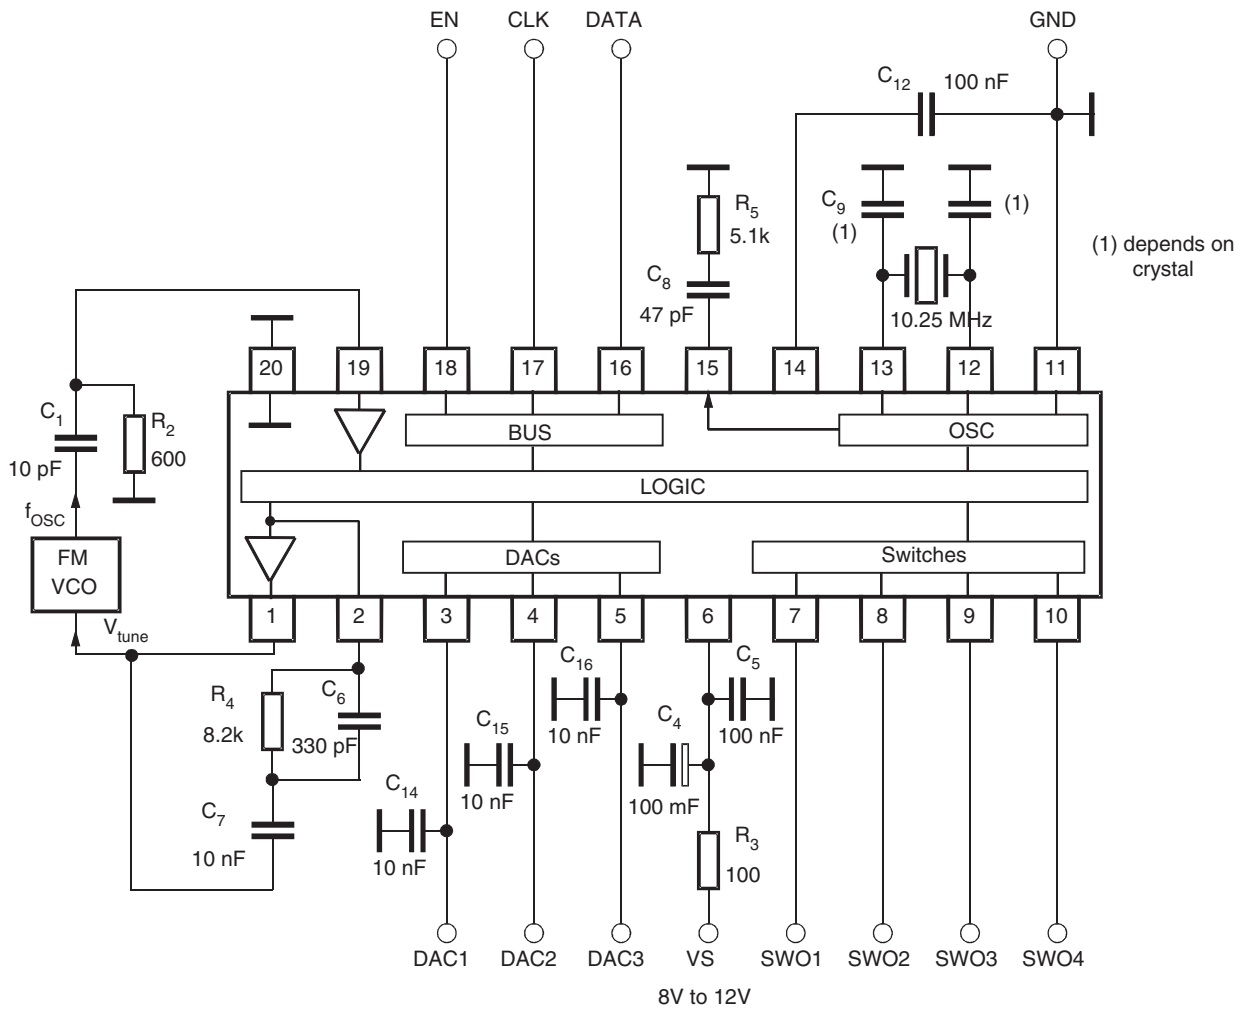 EN
CLK
DATA
GND
C12
100 nF
R5
5.1k
C9
(1)
(1)
(1) depends on
crystal
C8
47 pF
10.25 MHz
20
19
18
17
16
15
14
13
12
11
C1
10 pF
R2
600
BUS
OSC
LOGIC
fOSC
FM
VCO
DACs
Switches
Vtune
1
2
3
4
5
6
7
8
9
10
R4
8.2k
C6
330 pF
C16
10 nF
C5
100 nF
C15
10 nF
C4
100 mF
C14
10 nF
C7
10 nF
R3
100
DAC1
DAC2
DAC3
VS
SWO1
SWO2
SWO3
SWO4
8V to 12V